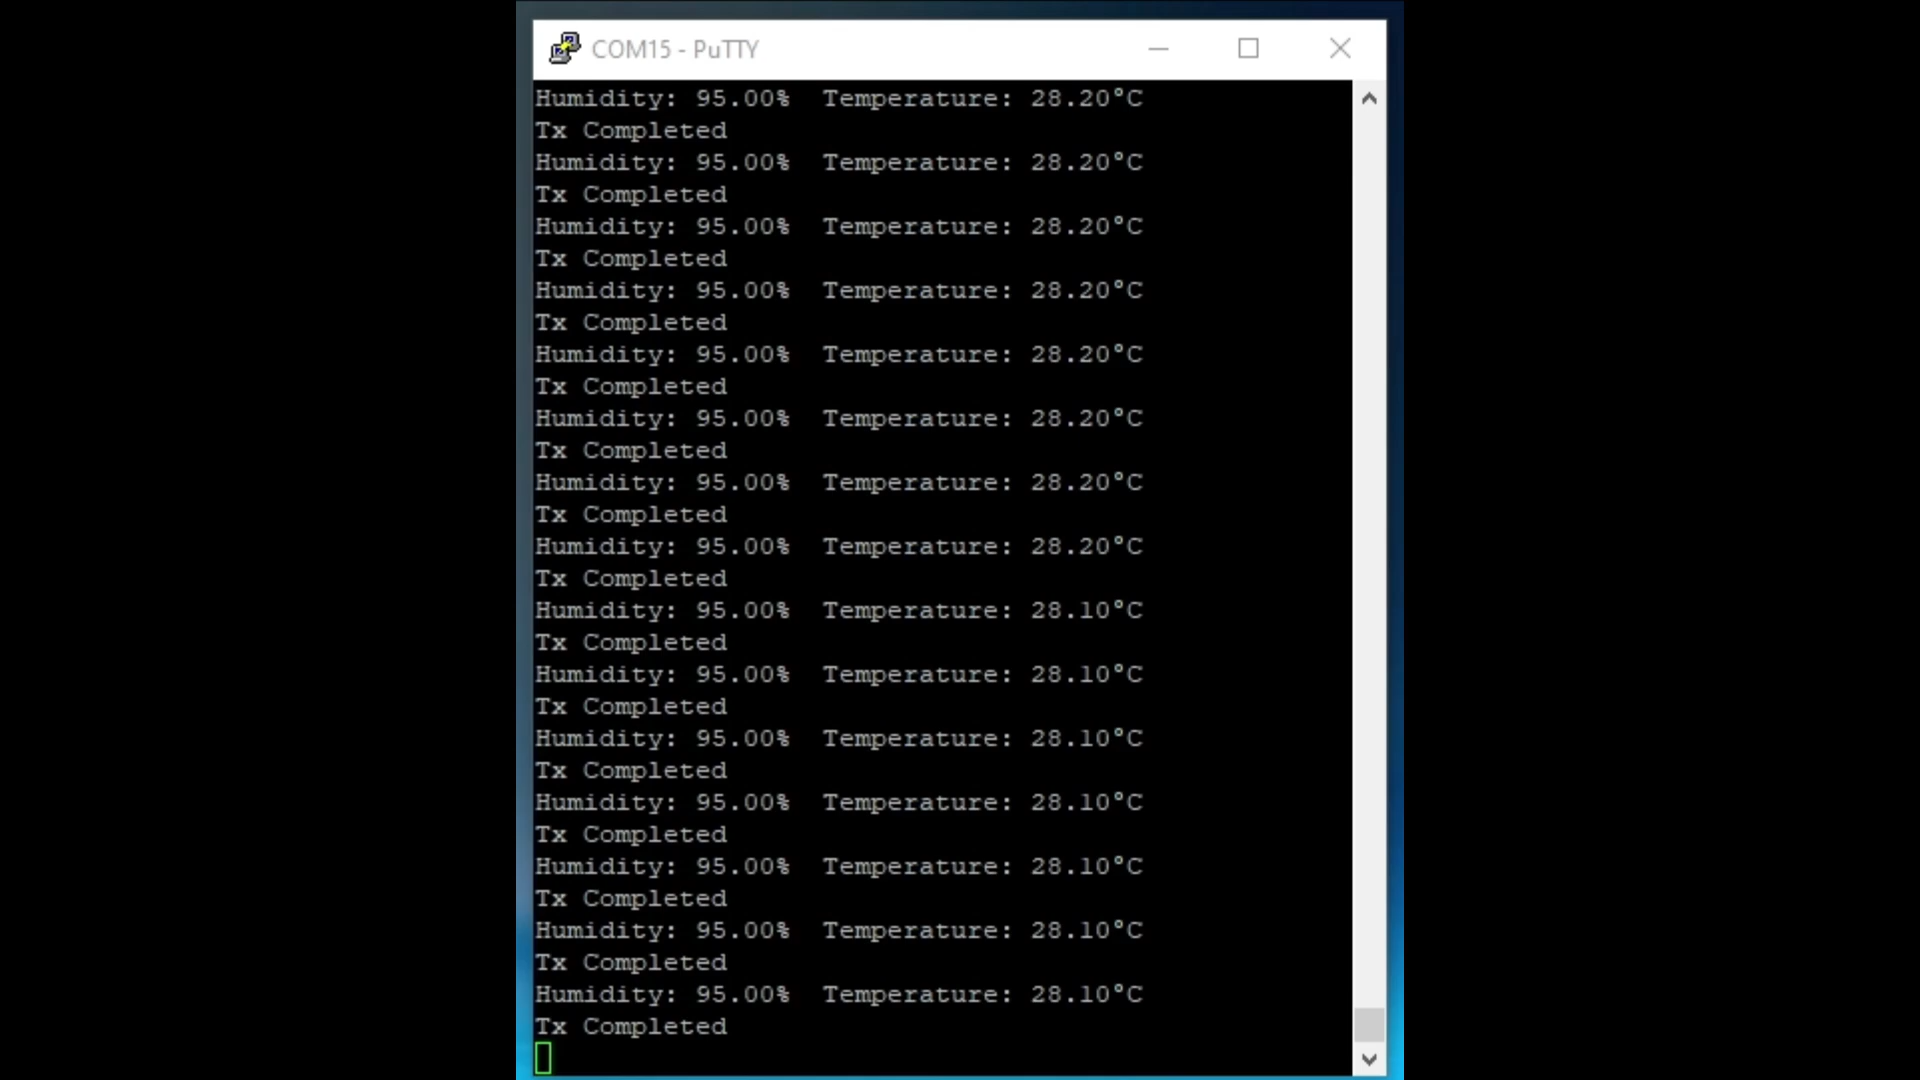 COM15 - PuTTY
Humidity: 95.00%  Temperature: 28.20°C
Tx Completed
Humidity: 95.00%  Temperature: 28.20°C
Tx Completed
Humidity: 95.00%  Temperature: 28.20°C
Tx Completed
Humidity: 95.00%  Temperature: 28.20°C
Tx Completed
Humidity: 95.00%  Temperature: 28.20°C
Tx Completed
Humidity: 95.00%  Temperature: 28.20°C
Tx Completed
Humidity: 95.00%  Temperature: 28.20°C
Tx Completed
Humidity: 95.00%  Temperature: 28.20°C
Tx Completed
Humidity: 95.00%  Temperature: 28.10°C
Tx Completed
Humidity: 95.00%  Temperature: 28.10°C
Tx Completed
Humidity: 95.00%  Temperature: 28.10°C
Tx Completed
Humidity: 95.00%  Temperature: 28.10°C
Tx Completed
Humidity: 95.00%  Temperature: 28.10°C
Tx Completed
Humidity: 95.00%  Temperature: 28.10°C
Tx Completed
Humidity: 95.00%  Temperature: 28.10°C
Tx Completed